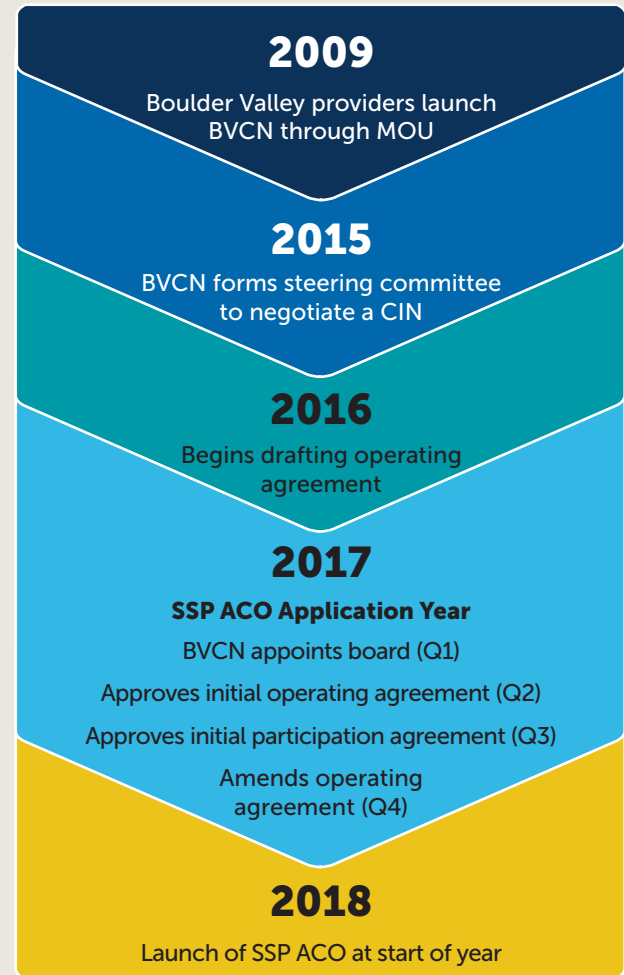 2009
Boulder Valley providers launch
BVCN through MOU
2015
BVCN forms steering committee
to negotiate a CIN
2016
Begins drafting operating
agreement
2017
SSP ACO Application Year
BVCN appoints board (Q1)
Approves initial operating agreement (Q2)
Approves initial participation agreement (Q3)
Amends operating
agreement (Q4)
2018
Launch of SSP ACO at start of year